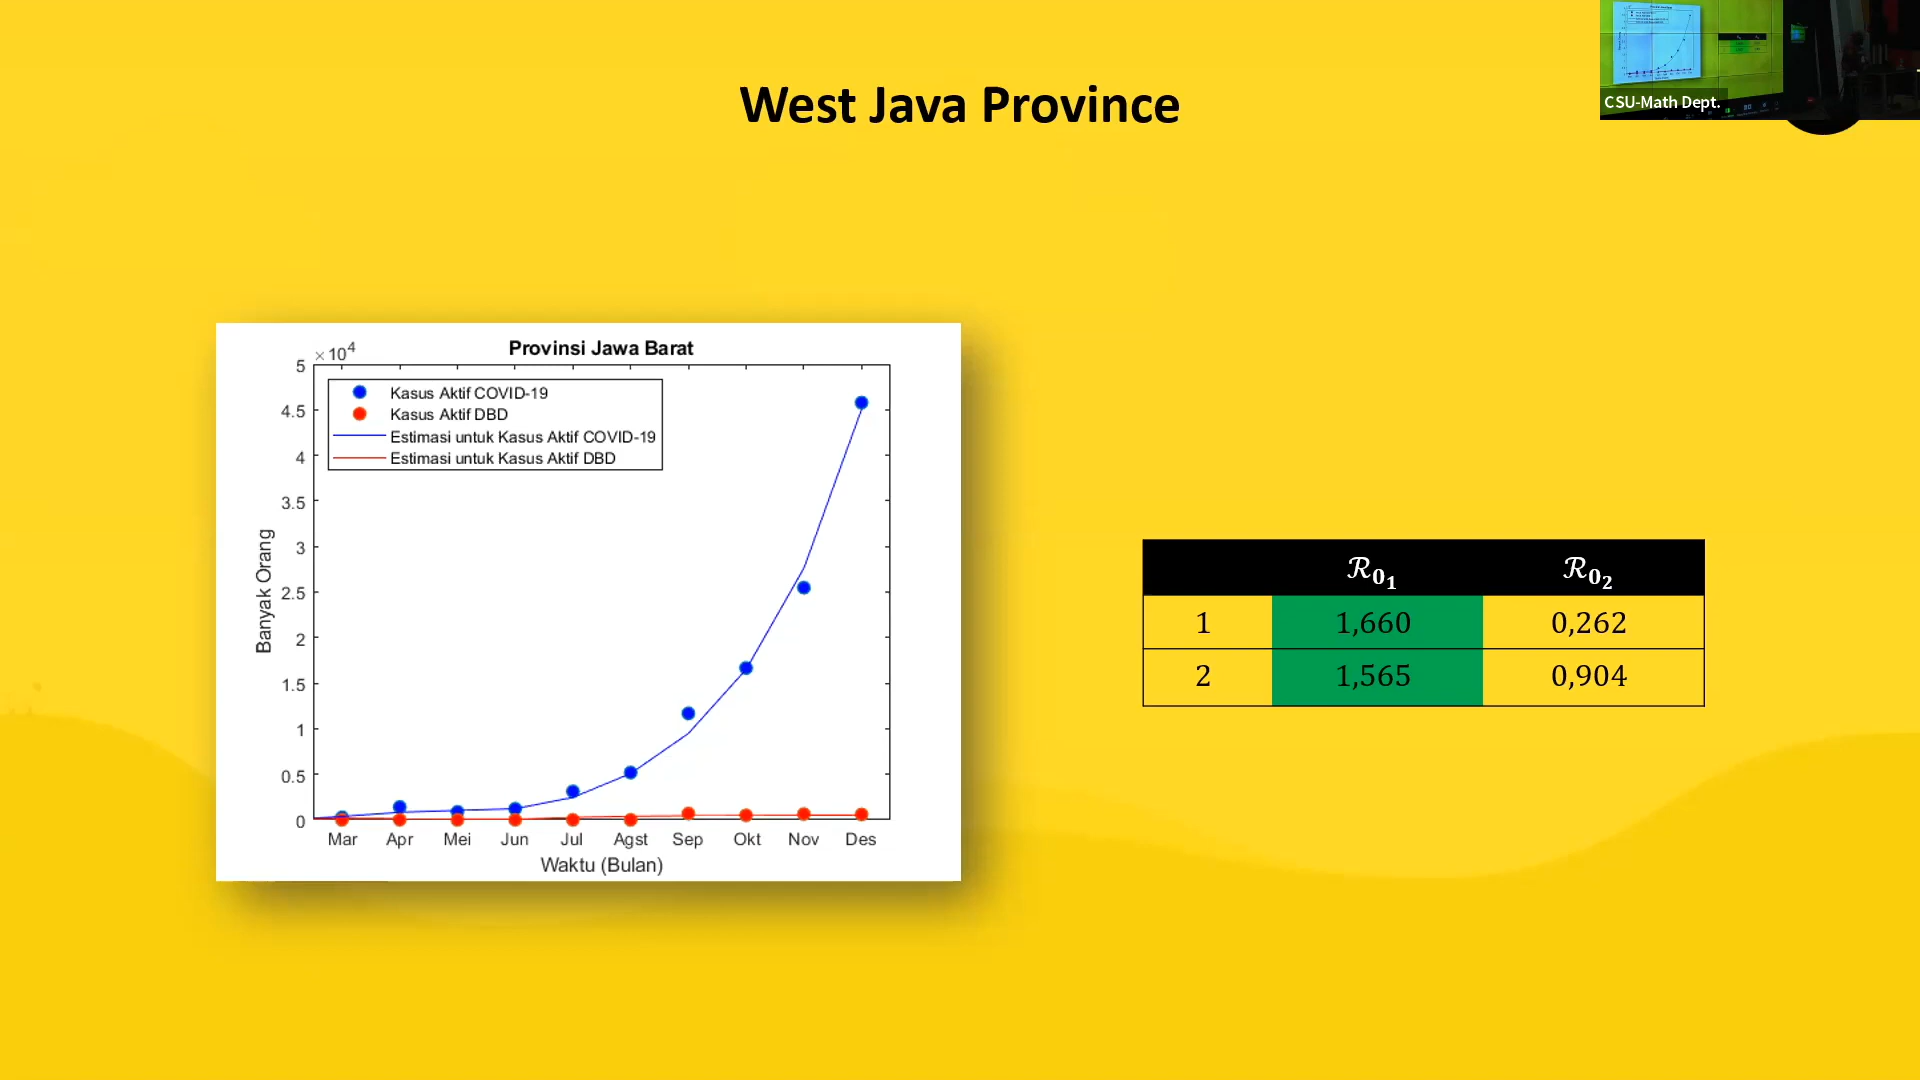 West Java Province
CSU-Math Dept.
Provinsi Jawa Barat
×10⁴
5
4.5
4
3.5
3
2.5
2
1.5
1
0.5
0
Banyak Orang
Kasus Aktif COVID-19
Kasus Aktif DBD
Estimasi untuk Kasus Aktif COVID-19
Estimasi untuk Kasus Aktif DBD
Mar Apr Mei Jun Jul Agst Sep Okt Nov Des
Waktu (Bulan)
ℛ₀₁ ℛ₀₂
1 1,660 0,262
2 1,565 0,904